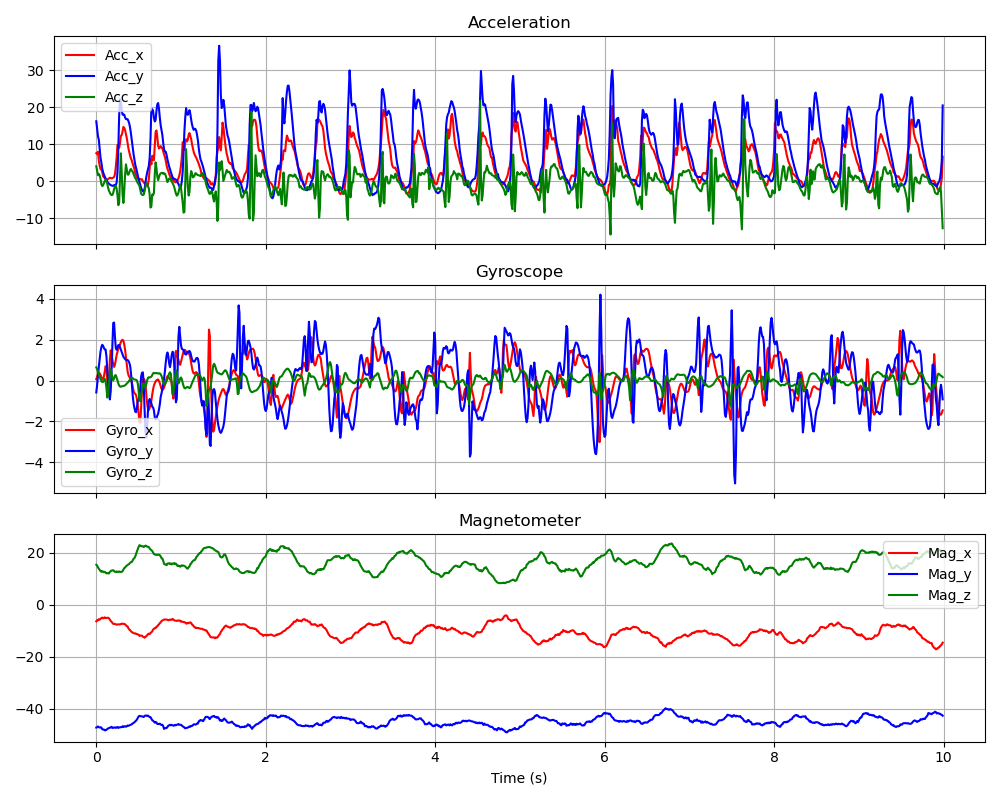 Acceleration
Acc_x
Acc_y
Acc_z
30
20
10
0
−10
Gyroscope
4
2
0
−2
−4
Gyro_x
Gyro_y
Gyro_z
Magnetometer
Mag_x
Mag_y
Mag_z
20
0
−20
−40
0 2 4 6 8 10
Time (s)